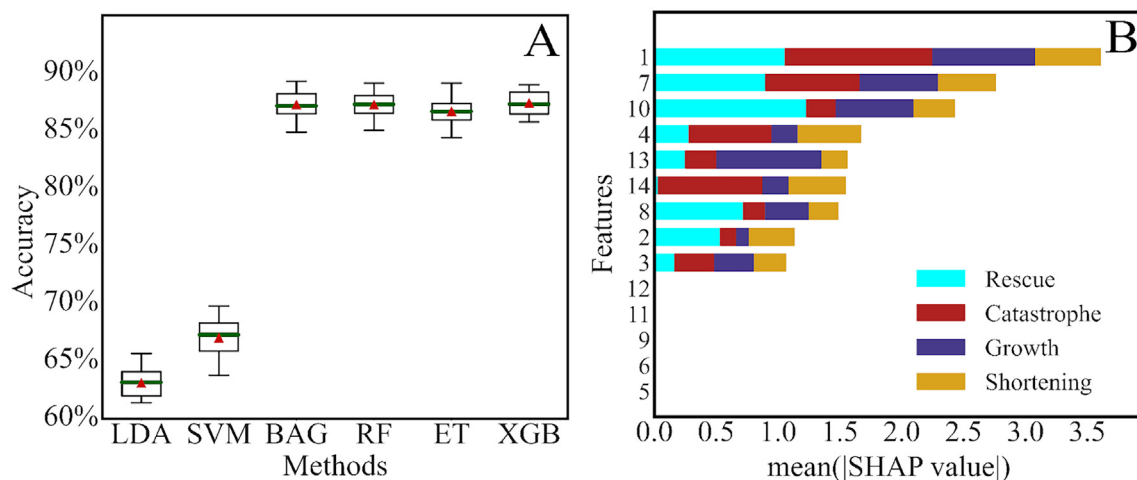 A
90%
85%
80%
75%
70%
65%
60%
Accuracy
LDA SVM BAG RF ET XGB
Methods
B
1
7
10
4
13
14
8
2
3
12
11
9
6
5
Features
Rescue
Catastrophe
Growth
Shortening
0.0 0.5 1.0 1.5 2.0 2.5 3.0 3.5
mean(|SHAP value|)